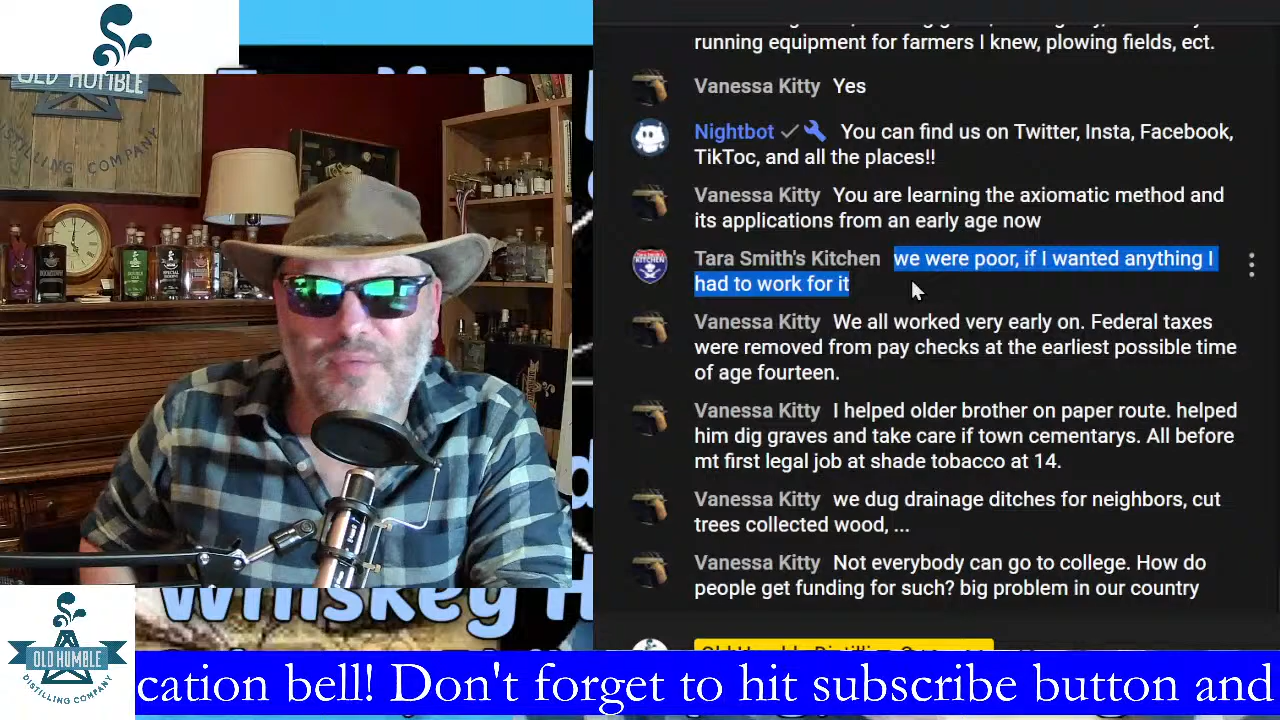 OLD HUMBLE
DISTILLING COMPANY
running equipment for farmers I knew, plowing fields, ect.
Vanessa Kitty Yes
Nightbot You can find us on Twitter, Insta, Facebook,
TikToc, and all the places!!
Vanessa Kitty You are learning the axiomatic method and
its applications from an early age now
Tara Smith's Kitchen we were poor, if I wanted anything I
had to work for it
Vanessa Kitty We all worked very early on. Federal taxes
were removed from pay checks at the earliest possible time
of age fourteen.
Vanessa Kitty I helped older brother on paper route. helped
him dig graves and take care if town cementarys. All before
mt first legal job at shade tobacco at 14.
Vanessa Kitty we dug drainage ditches for neighbors, cut
trees collected wood, ...
Vanessa Kitty Not everybody can go to college. How do
people get funding for such? big problem in our country
Whiskey H
KITCHEN
OLD HUMBLE
DISTILLING COMPANY
cation bell! Don't forget to hit subscribe button and